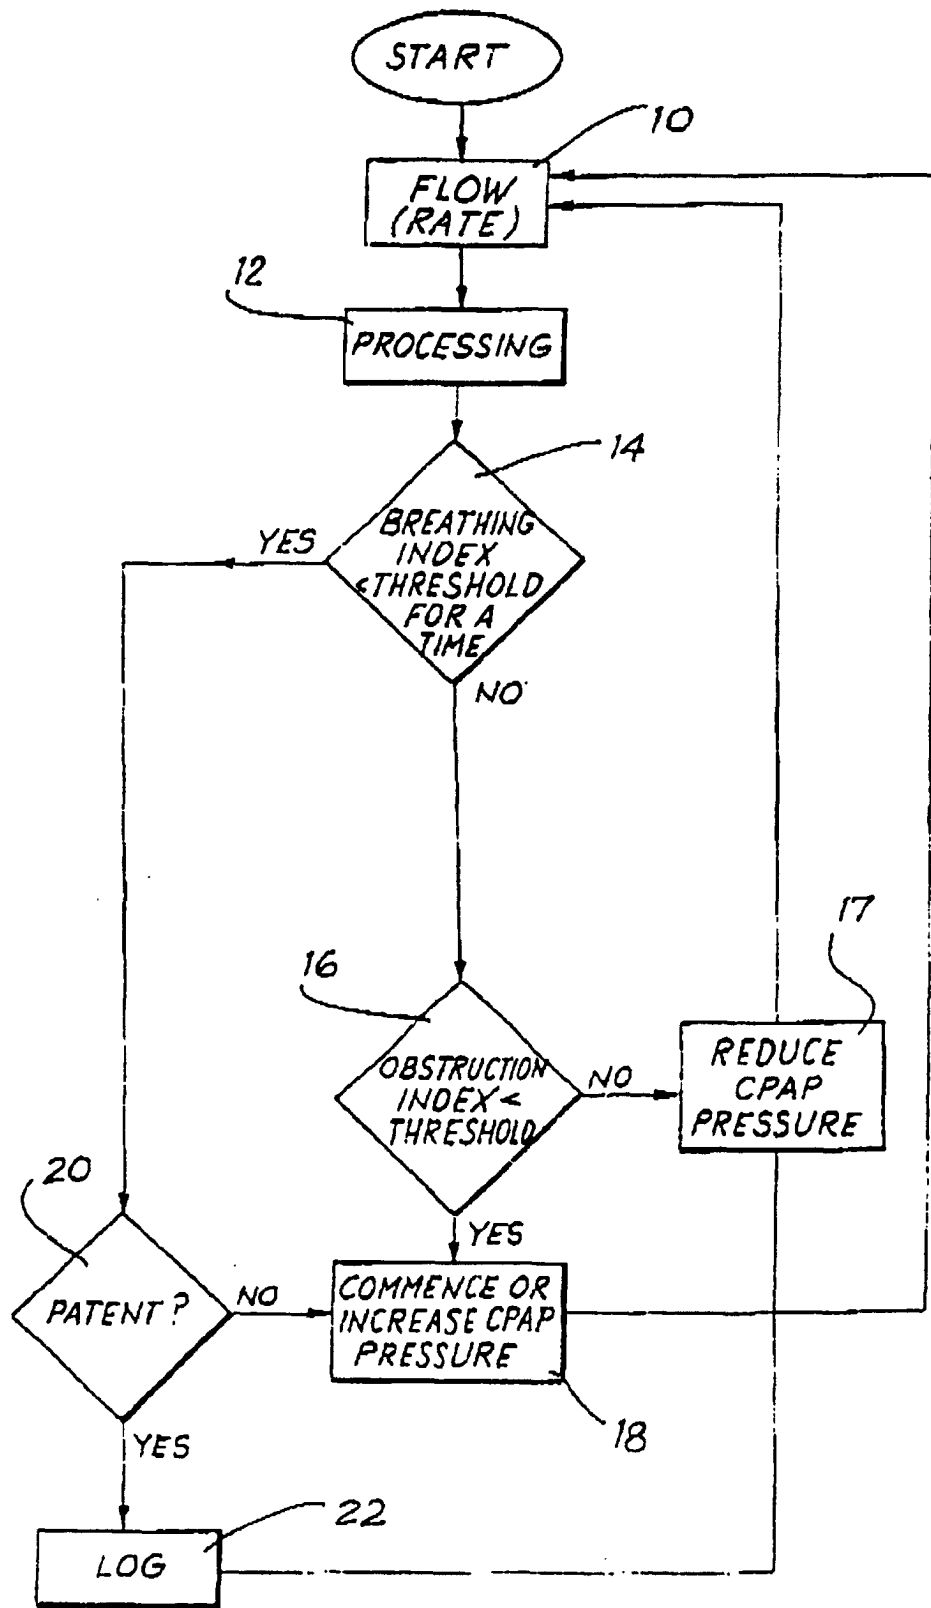 START
10
FLOW
(RATE)
12
PROCESSING
14
BREATHING
INDEX
<THRESHOLD
FOR A
TIME
YES
NO
16
OBSTRUCTION
INDEX <
THRESHOLD
NO
17
REDUCE
CPAP
PRESSURE
YES
20
PATENT?
NO
COMMENCE OR
INCREASE CPAP
PRESSURE
18
YES
22
LOG